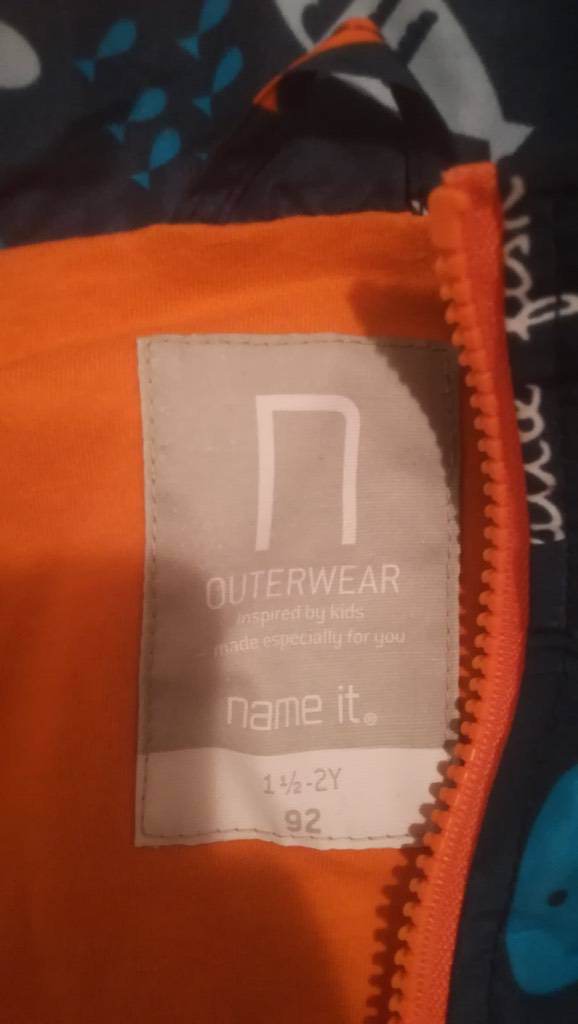 n
OUTERWEAR
inspired by kids
made especially for you
name it®
1 ½-2Y
92